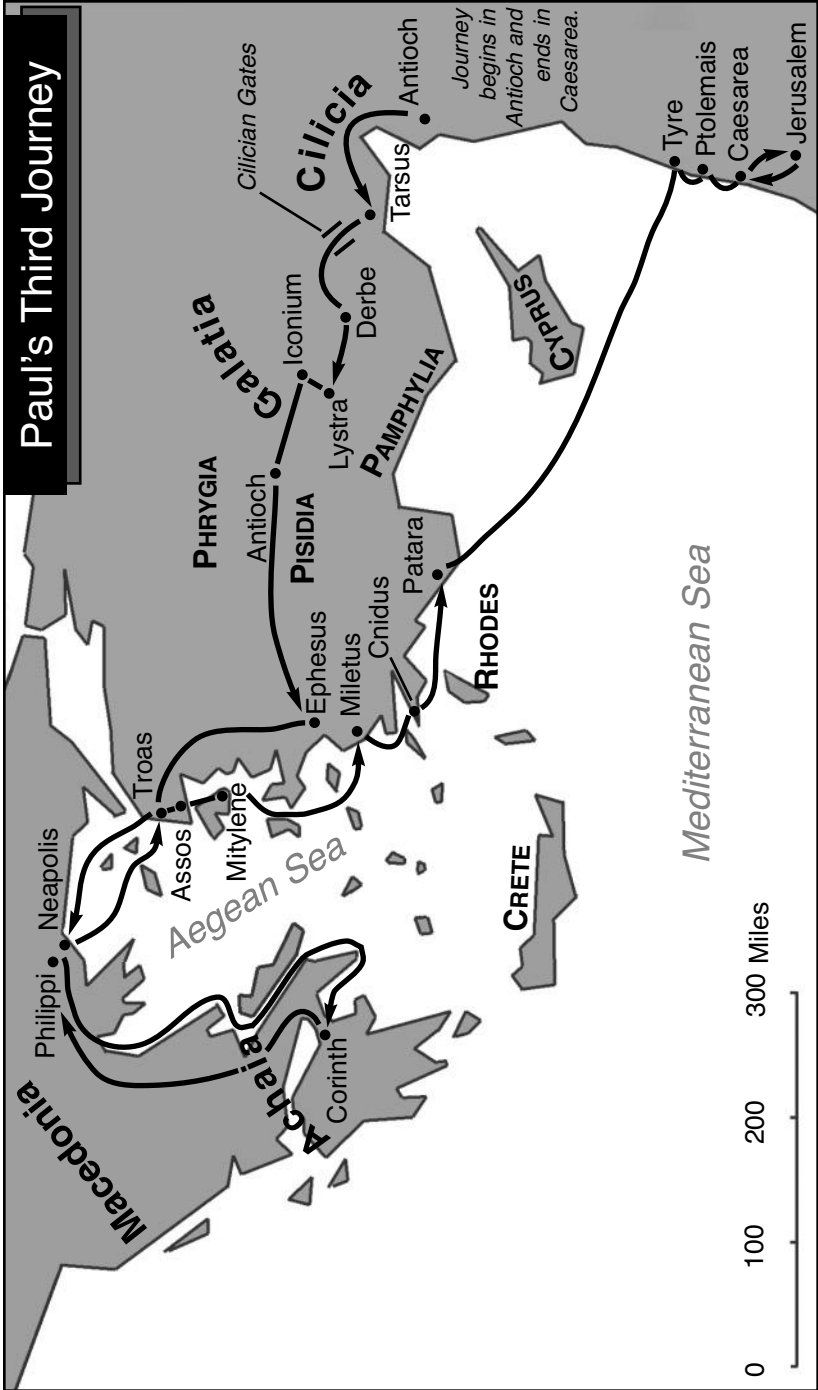 Paul's Third Journey
Macedonia
Philippi
Neapolis
Troas
Assos
Mitylene
Aegean Sea
Achaia
Corinth
Ephesus
Miletus
Cnidus
PHRYGIA
Antioch
PISIDIA
Galatia
Iconium
Lystra
Derbe
Cilician Gates
Cilicia
Tarsus
Antioch
Journey
begins in
Antioch and
ends in
Caesarea.
PAMPHYLIA
Patara
RHODES
CRETE
CYPRUS
Mediterranean Sea
Tyre
Ptolemais
Caesarea
Jerusalem
0
100
200
300 Miles